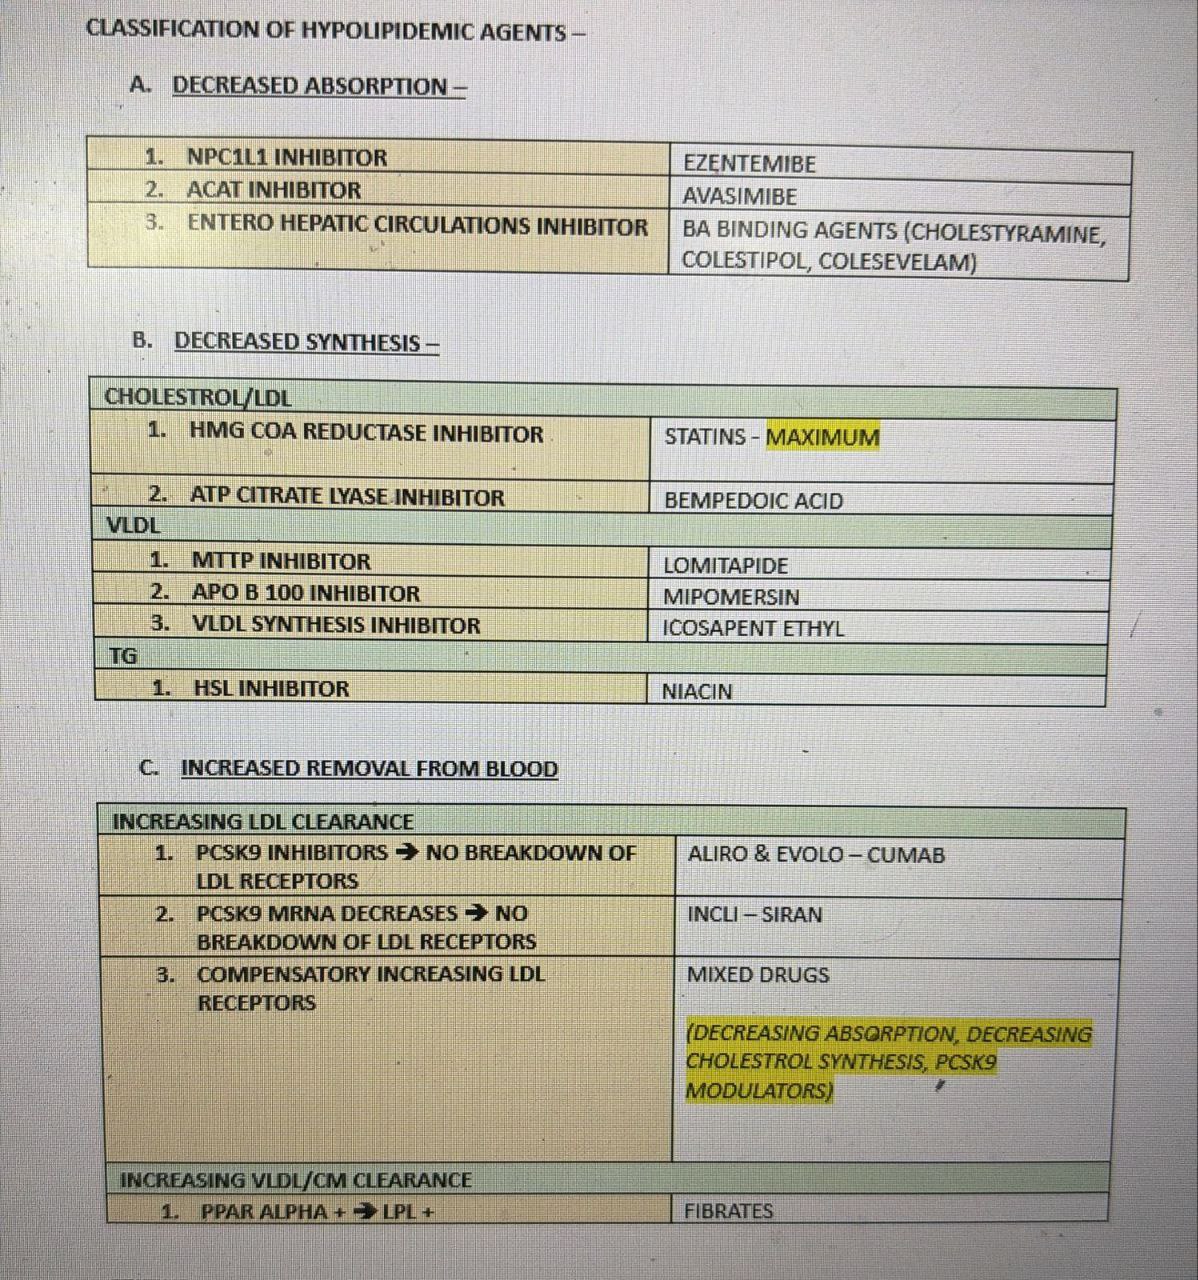 CLASSIFICATION OF HYPOLIPIDEMIC AGENTS –
A. DECREASED ABSORPTION –
1. NPC1L1 INHIBITOR EZENTEMIBE
2. ACAT INHIBITOR AVASIMIBE
3. ENTERO HEPATIC CIRCULATIONS INHIBITOR BA BINDING AGENTS (CHOLESTYRAMINE,
COLESTIPOL, COLESEVELAM)
B. DECREASED SYNTHESIS –
CHOLESTROL/LDL
1. HMG COA REDUCTASE INHIBITOR STATINS - MAXIMUM
2. ATP CITRATE LYASE INHIBITOR BEMPEDOIC ACID
VLDL
1. MTTP INHIBITOR LOMITAPIDE
2. APO B 100 INHIBITOR MIPOMERSIN
3. VLDL SYNTHESIS INHIBITOR ICOSAPENT ETHYL
TG
1. HSL INHIBITOR NIACIN
C. INCREASED REMOVAL FROM BLOOD
INCREASING LDL CLEARANCE
1. PCSK9 INHIBITORS ➔ NO BREAKDOWN OF ALIRO & EVOLO – CUMAB
LDL RECEPTORS
2. PCSK9 MRNA DECREASES ➔ NO INCLI – SIRAN
BREAKDOWN OF LDL RECEPTORS
3. COMPENSATORY INCREASING LDL MIXED DRUGS
RECEPTORS
(DECREASING ABSORPTION, DECREASING
CHOLESTROL SYNTHESIS, PCSK9
MODULATORS)
INCREASING VLDL/CM CLEARANCE
1. PPAR ALPHA + ➔ LPL + FIBRATES